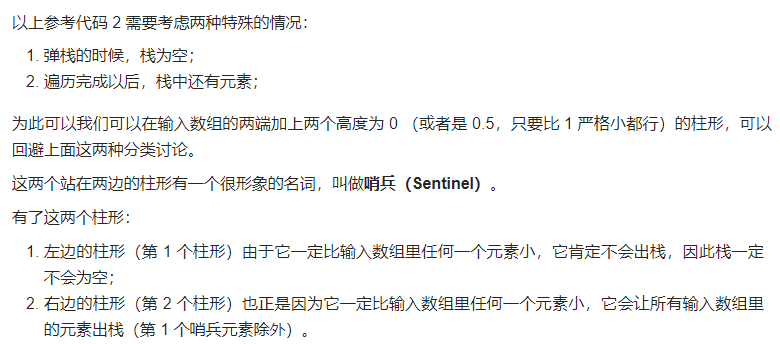 以上参考代码 2 需要考虑两种特殊的情况：
1. 弹栈的时候，栈为空；
2. 遍历完成以后，栈中还有元素；
为此可以我们可以在输入数组的两端加上两个高度为 0 （或者是 0.5，只要比 1 严格小都行）的柱形，可以
回避上面这两种分类讨论。
这两个站在两边的柱形有一个很形象的名词，叫做哨兵（Sentinel）。
有了这两个柱形：
1. 左边的柱形（第 1 个柱形）由于它一定比输入数组里任何一个元素小，它肯定不会出栈，因此栈一定
不会为空；
2. 右边的柱形（第 2 个柱形）也正是因为它一定比输入数组里任何一个元素小，它会让所有输入数组里
的元素出栈（第 1 个哨兵元素除外）。